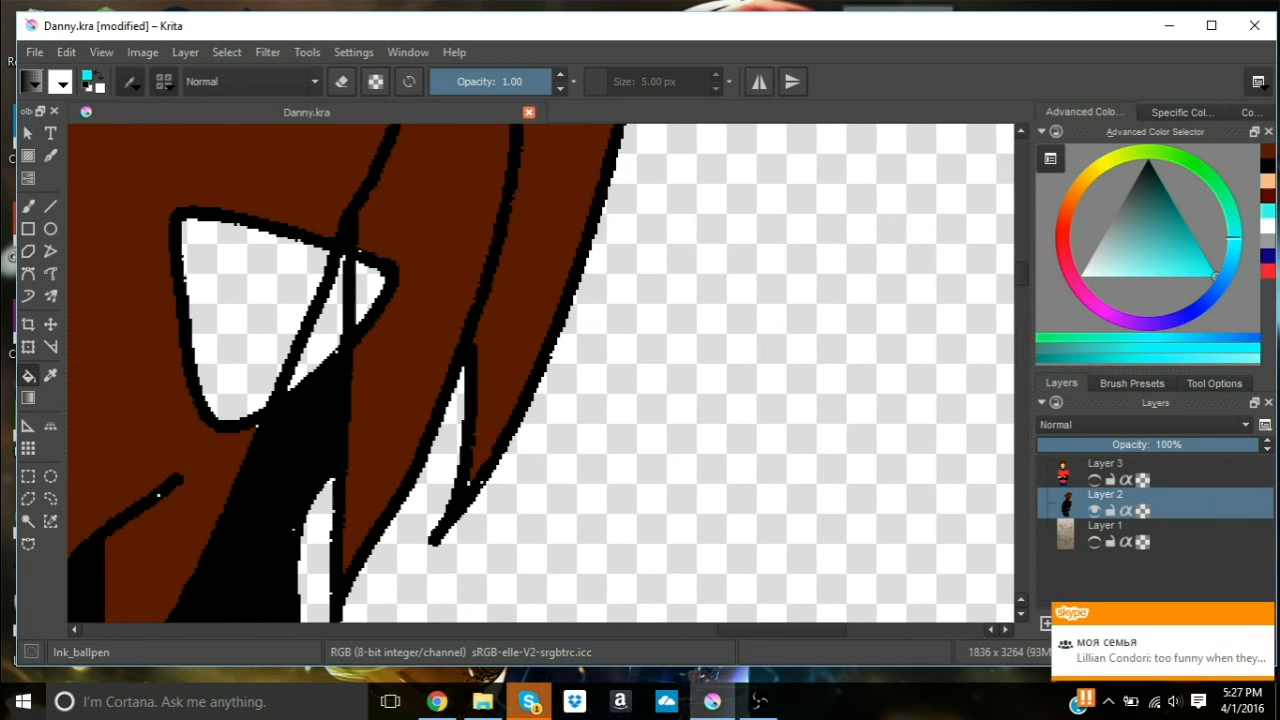 Danny.kra [modified] – Krita
File Edit View Image Layer Select Filter Tools Settings Window Help
Normal Opacity: 1.00 Size: 5.00 px
Danny.kra
Advanced Colo... Specific Col... Co...
Advanced Color Selector
Layers Brush Presets Tool Options
Layers
Normal
Opacity: 100%
Layer 3
Layer 2
Layer 1
skype
моя семья
Lillian Condori: too funny when they...
Ink_ballpen RGB (8-bit integer/channel) sRGB-elle-V2-srgbtrc.icc 1836 x 3264 (93M
I'm Cortana. Ask me anything.
5:27 PM
4/1/2016